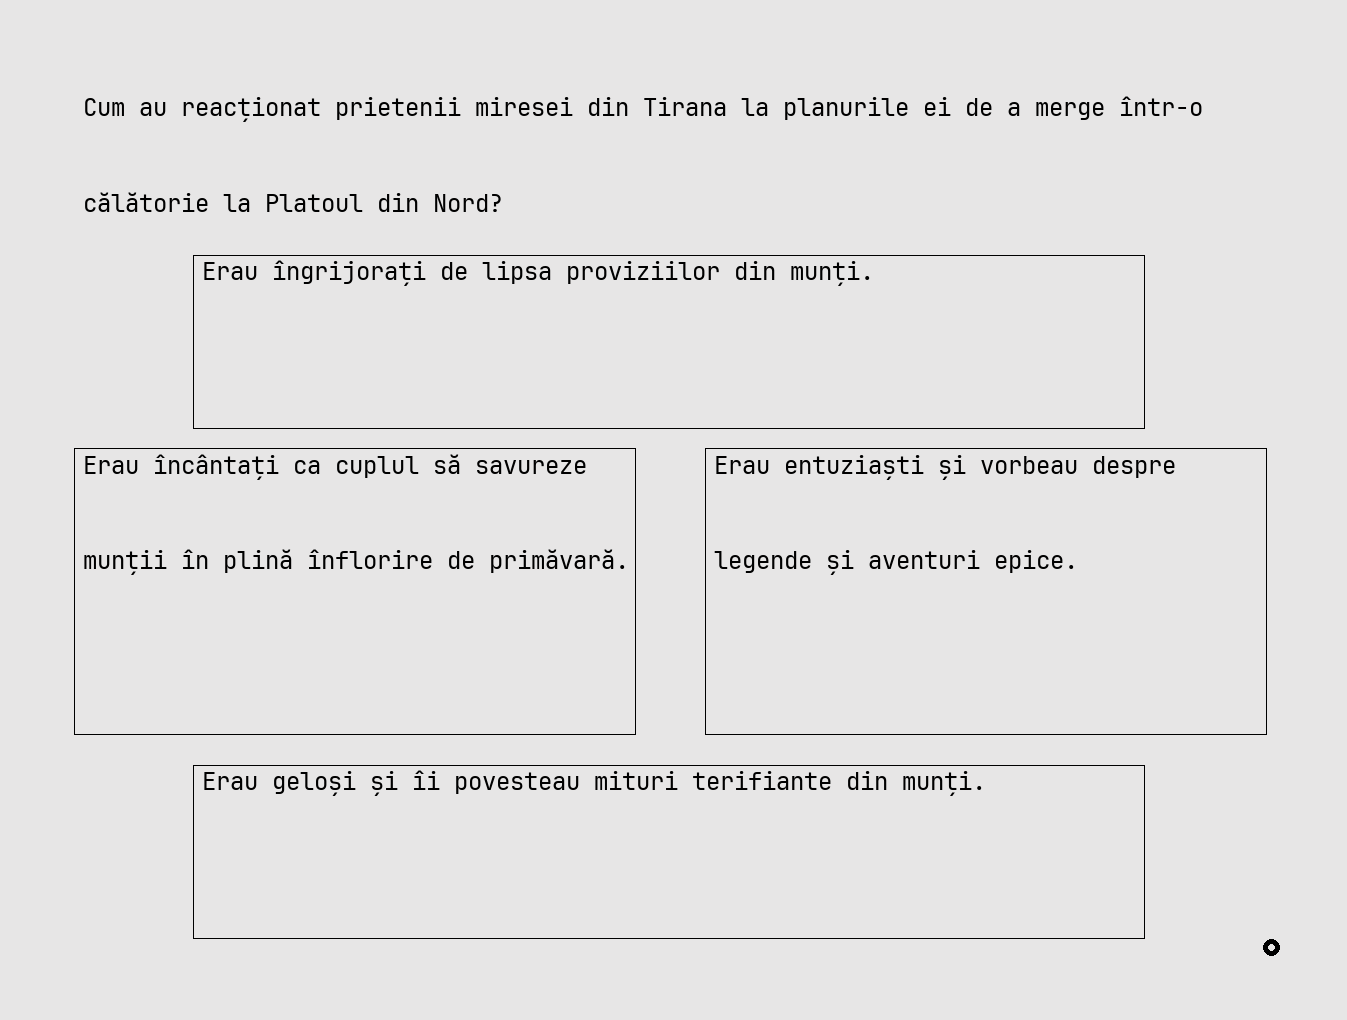 Cum au reacționat prietenii miresei din Tirana la planurile ei de a merge într-o
călătorie la Platoul din Nord?
Erau îngrijorați de lipsa proviziilor din munți.
Erau încântați ca cuplul să savureze
munții în plină înflorire de primăvară.
Erau entuziaști și vorbeau despre
legende și aventuri epice.
Erau geloși și îi povesteau mituri terifiante din munți.